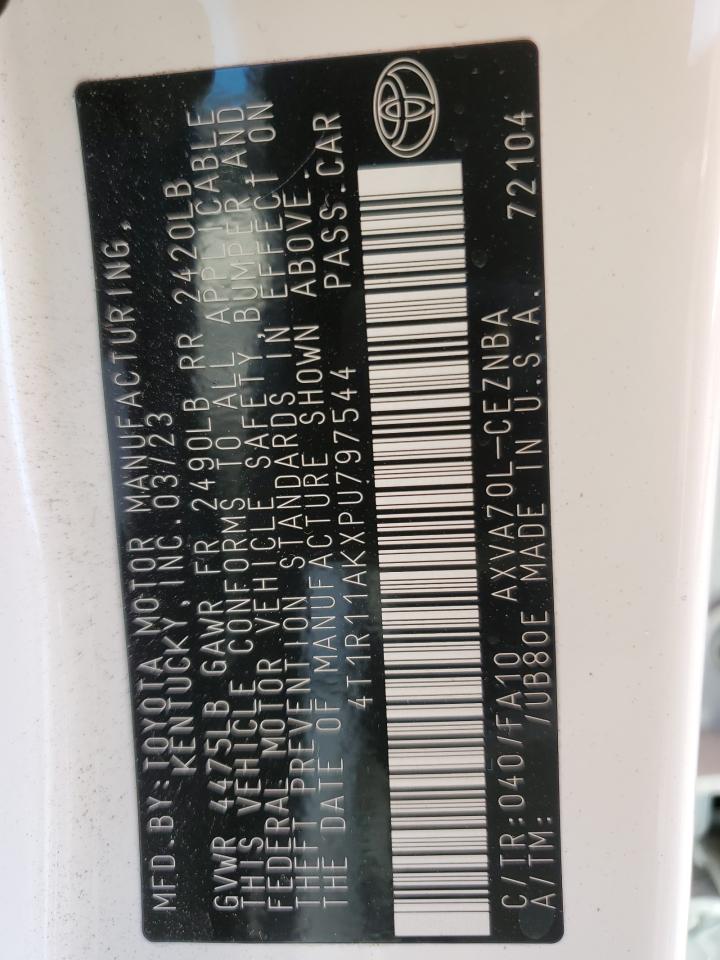 MFD.BY:TOYOTA MOTOR MANUFACTURING,
KENTUCKY, INC. 03/23
GVWR 4475LB GAWR FR 2490LB RR 2420LB
THIS VEHICLE CONFORMS TO ALL APPLICABLE
FEDERAL MOTOR VEHICLE SAFETY, BUMPER AND
THEFT PREVENTION STANDARDS IN EFFECT ON
THE DATE OF MANUFACTURE SHOWN ABOVE.
4T1R11AKXPU797544 PASS.CAR
C/TR:040/FA10 AXVA70L-CEZNBA
A/TM: /UB80E MADE IN U.S.A. 72104